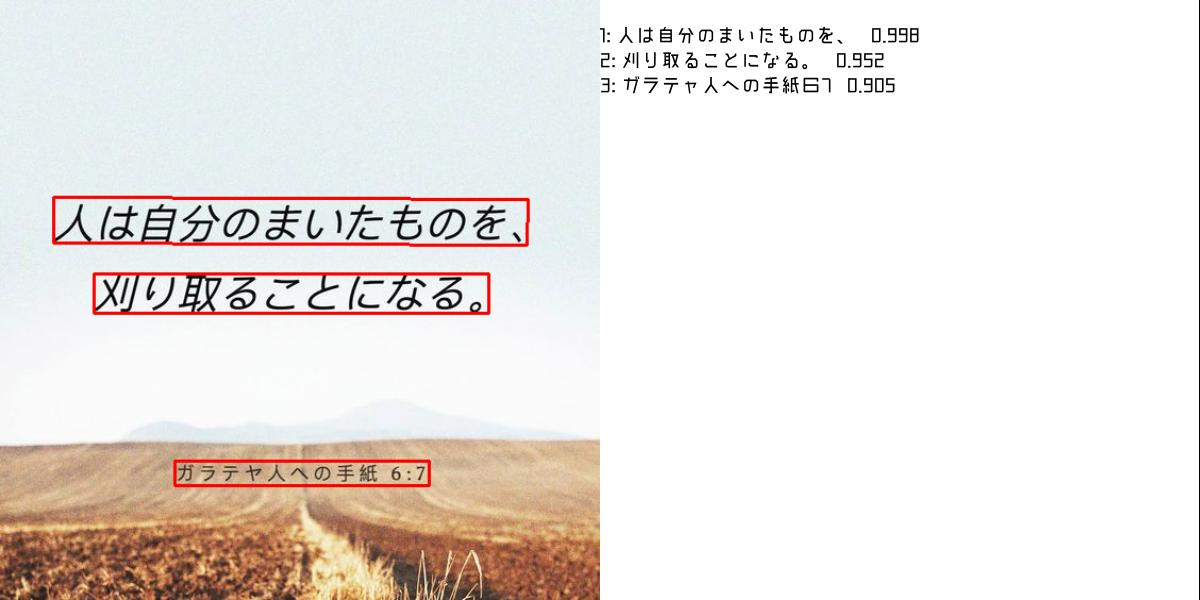 人は自分のまいたものを、
刈り取ることになる。
ガラテヤ人への手紙 6:7
1: 人は自分のまいたものを、 0.998
2: 刈り取ることになる。 0.952
3: ガラテャ人への手紙67 0.905